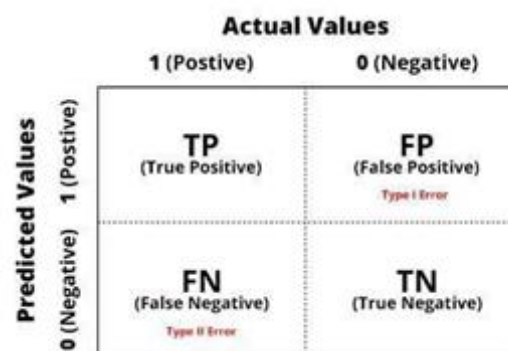 Actual Values
1 (Postive) 0 (Negative)
Predicted Values
1 (Postive)
TP FP
(True Positive) (False Positive)
Type I Error
0 (Negative)
FN TN
(False Negative) (True Negative)
Type II Error